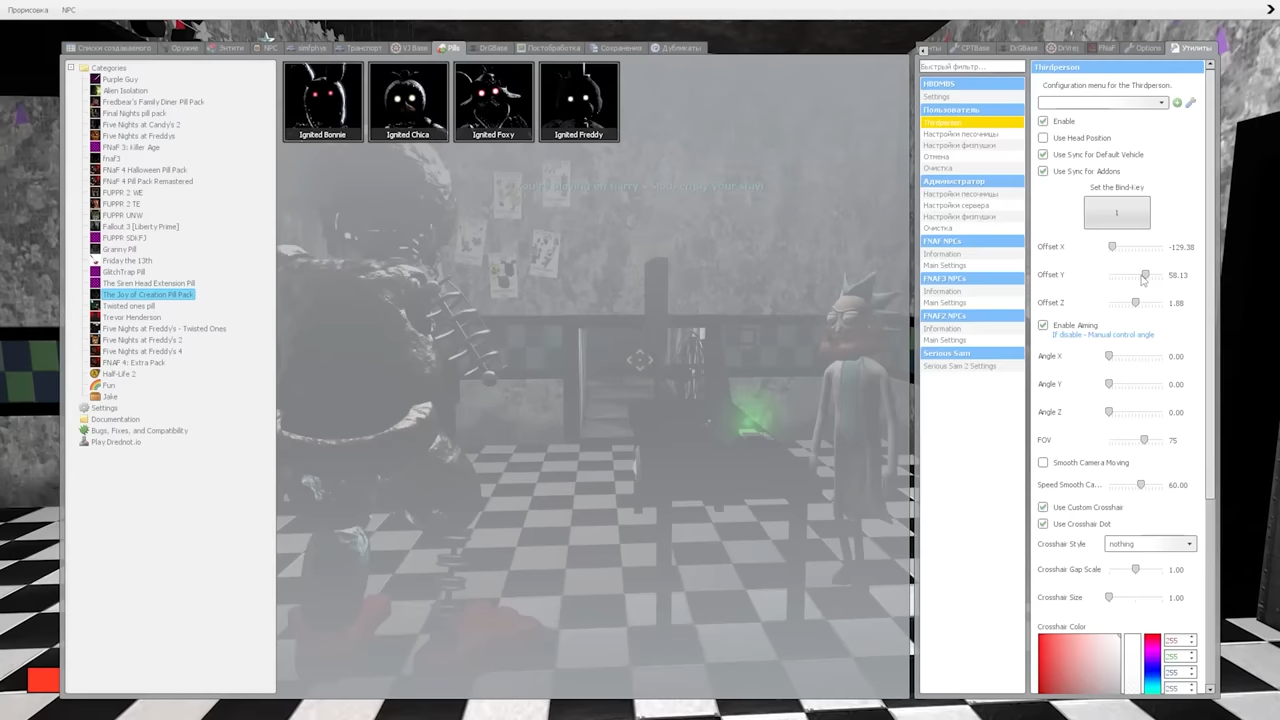 Прорисовка NPC
Списки создаваемого Оружие Энтити NPC simfphys Транспорт VJ Base Pills DrGBase Постобработка Сохранения Дубликаты
Categories
Purple Guy
Alien Isolation
Fredbear's Family Diner Pill Pack
Final Nights pill pack
Five Nights at Candy's 2
Five Nights at Freddys
FNaF 3: Killer Age
fnaf3
FNaF 4 Halloween Pill Pack
FNaF 4 Pill Pack Remastered
FUPPR 2 WE
FUPPR 2 TE
FUPPR UNW
Fallout 3 [Liberty Prime]
FUPPR SDI:FJ
Granny Pill
Friday the 13th
GlitchTrap Pill
The Siren Head Extension Pill
The Joy of Creation Pill Pack
Twisted ones pill
Trevor Henderson
Five Nights at Freddy's - Twisted Ones
Five Nights at Freddy's 2
Five Nights at Freddy's 4
FNAF 4: Extra Pack
Half-Life 2
Fun
Jake
Settings
Documentation
Bugs, Fixes, and Compatibility
Play Drednot.io
Ignited Bonnie Ignited Chica Ignited Foxy Ignited Freddy
CPTBase DrGBase FNaF Options Утилиты
Быстрый фильтр...
HBOMBS
Settings
Пользователь
Thirdperson
Настройки песочницы
Настройки физпушки
Отмена
Очистка
Администратор
Настройки песочницы
Настройки сервера
Настройки физпушки
Очистка
FNAF NPCs
Information
Main Settings
FNAF3 NPCs
Information
Main Settings
FNAF2 NPCs
Information
Main Settings
Serious Sam
Serious Sam 2 Settings
Thirdperson
Configuration menu for the Thirdperson.
Enable
Use Head Position
Use Sync for Default Vehicle
Use Sync for Addons
Set the Bind-Key
1
Offset X -129.38
Offset Y 58.13
Offset Z 1.88
Enable Aiming
If disable - Manual control angle
Angle X 0.00
Angle Y 0.00
Angle Z 0.00
FOV 75
Smooth Camera Moving
Speed Smooth Ca... 60.00
Use Custom Crosshair
Use Crosshair Dot
Crosshair Style nothing
Crosshair Gap Scale 1.00
Crosshair Size 1.00
Crosshair Color
255
255
255
255